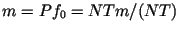 m = Pf₀ = NTm/(NT)